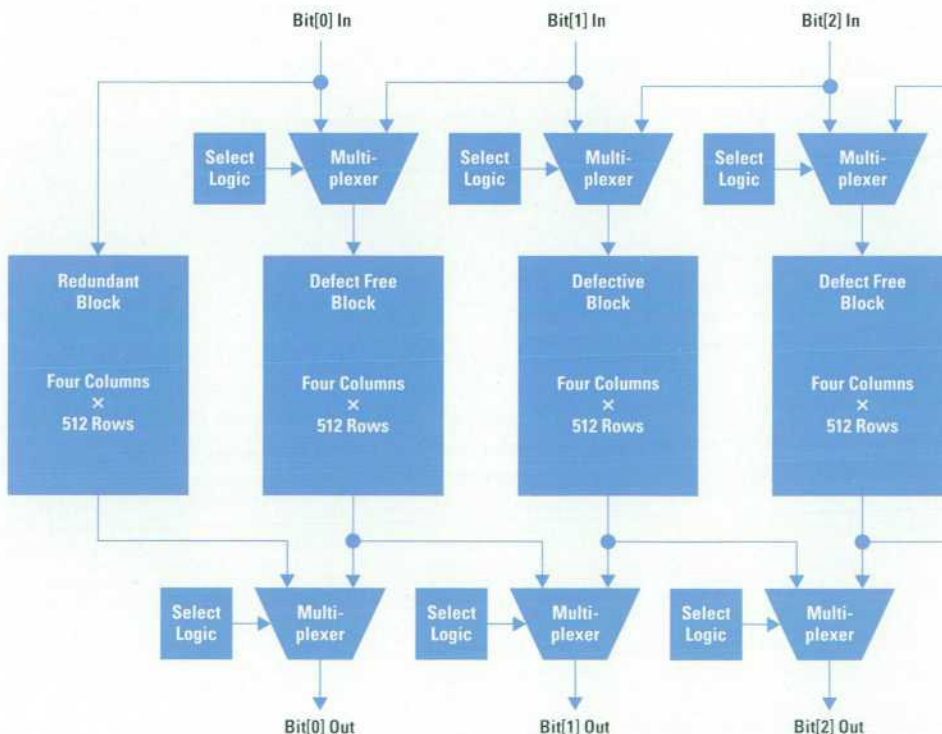 Bit[0] In
Bit[1] In
Bit[2] In
Select
Logic
Multi-
plexer
Select
Logic
Multi-
plexer
Select
Logic
Multi-
plexer
Redundant
Block
Four Columns
×
512 Rows
Defect Free
Block
Four Columns
×
512 Rows
Defective
Block
Four Columns
×
512 Rows
Defect Free
Block
Four Columns
×
512 Rows
Select
Logic
Multi-
plexer
Select
Logic
Multi-
plexer
Select
Logic
Multi-
plexer
Bit[0] Out
Bit[1] Out
Bit[2] Out